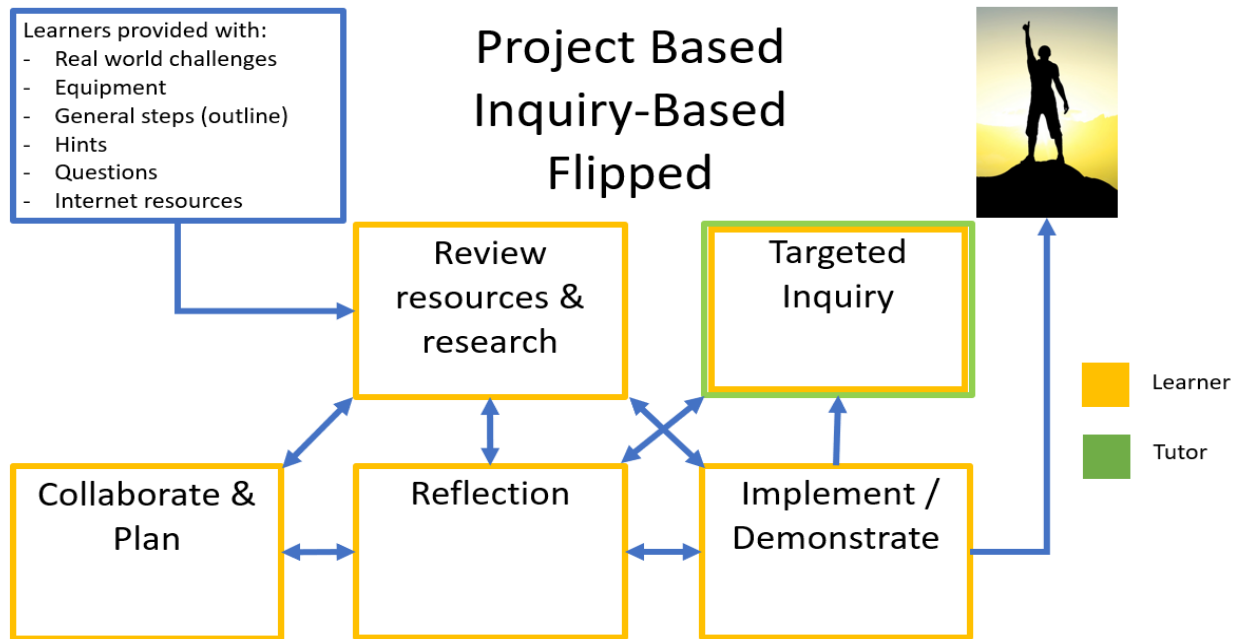 Learners provided with:
- Real world challenges
- Equipment
- General steps (outline)
- Hints
- Questions
- Internet resources
Project Based
Inquiry-Based
Flipped
Review
resources &
research
Targeted
Inquiry
Learner
Tutor
Collaborate &
Plan
Reflection
Implement /
Demonstrate